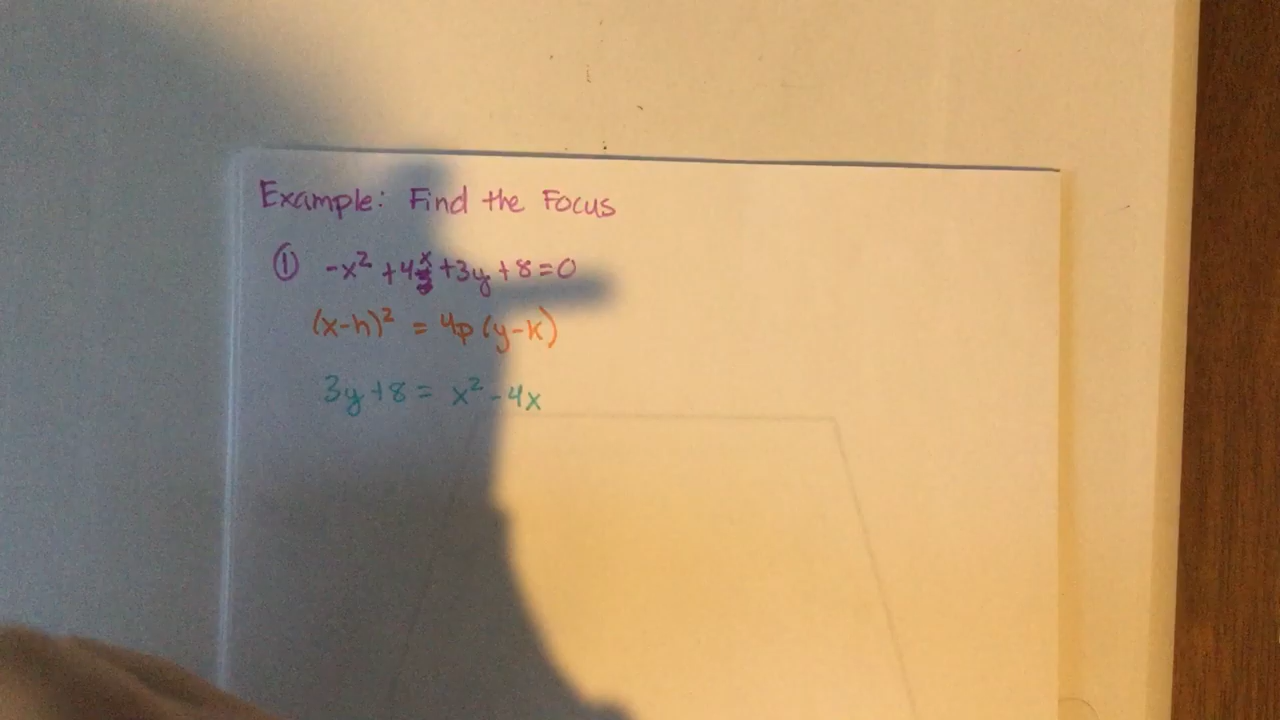 Example: Find the Focus
① -x² + 4x + 3y + 8 = 0
(x-h)² = 4p(y-k)
3y + 8 = x² - 4x